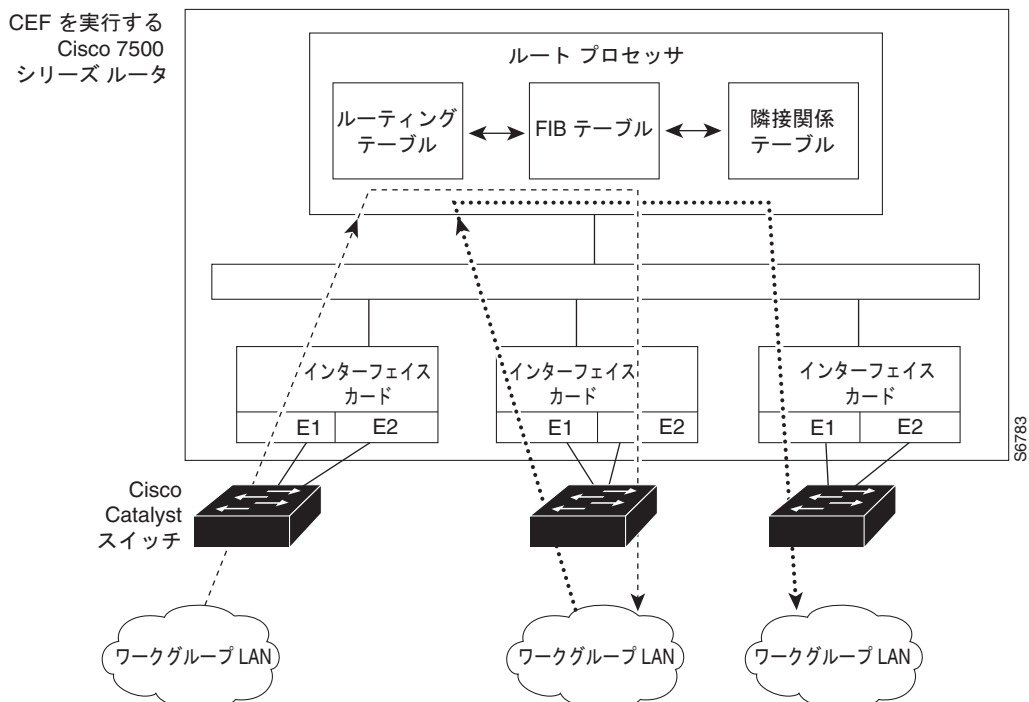 CEF を実行する
Cisco 7500
シリーズ ルータ
ルート プロセッサ
ルーティング
テーブル
FIB テーブル
隣接関係
テーブル
インターフェイス
カード
E1
E2
インターフェイス
カード
E1
E2
インターフェイス
カード
E1
E2
S6783
Cisco
Catalyst
スイッチ
ワークグループ LAN
ワークグループ LAN
ワークグループ LAN